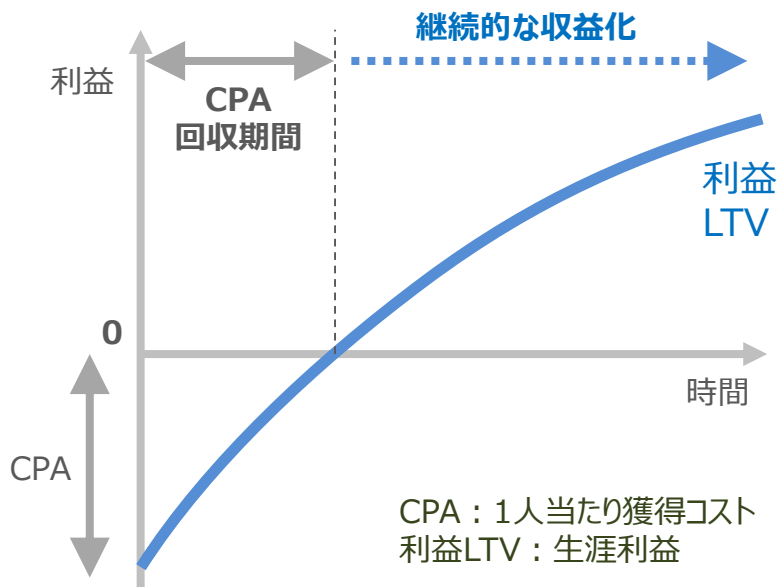 継続的な収益化
利益
CPA
回収期間
利益
LTV
0
時間
CPA
CPA：1人当たり獲得コスト
利益LTV：生涯利益